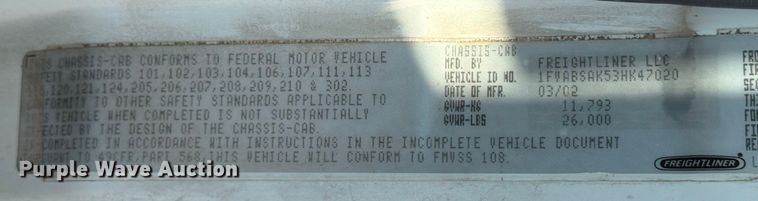 CHASSIS-CAB CONFORMS TO FEDERAL MOTOR VEHICLE
STANDARDS 101,102,103,104,106,107,111,113
120,121,124,205,206,207,208,209,210 & 302.
TO OTHER SAFETY STANDARDS APPLICABLE TO
VEHICLE WHEN COMPLETED IS NOT SUBSTANTIALLY
BY THE DESIGN OF THE CHASSIS-CAB.
COMPLETED IN ACCORDANCE WITH INSTRUCTIONS IN THE INCOMPLETE VEHICLE DOCUMENT
PART 568, THIS VEHICLE WILL CONFORM TO FMVSS 108.
CHASSIS-CAB
MFD. BY FREIGHTLINER LLC
VEHICLE ID NO. 1FVABSAK53HK47020
DATE OF MFR. 03/02
GVWR-KG 11,793
GVWR-LBS 26,000
FREIGHTLINER
Purple Wave Auction